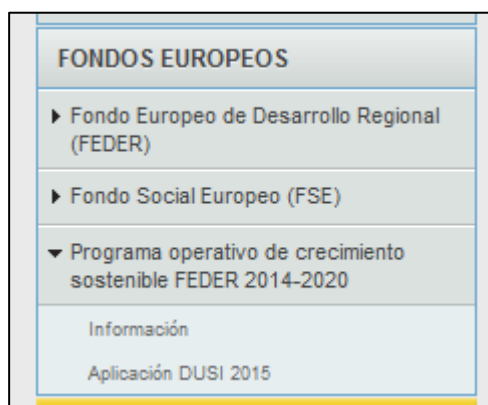 FONDOS EUROPEOS
Fondo Europeo de Desarrollo Regional
(FEDER)
Fondo Social Europeo (FSE)
Programa operativo de crecimiento
sostenible FEDER 2014-2020
Información
Aplicación DUSI 2015